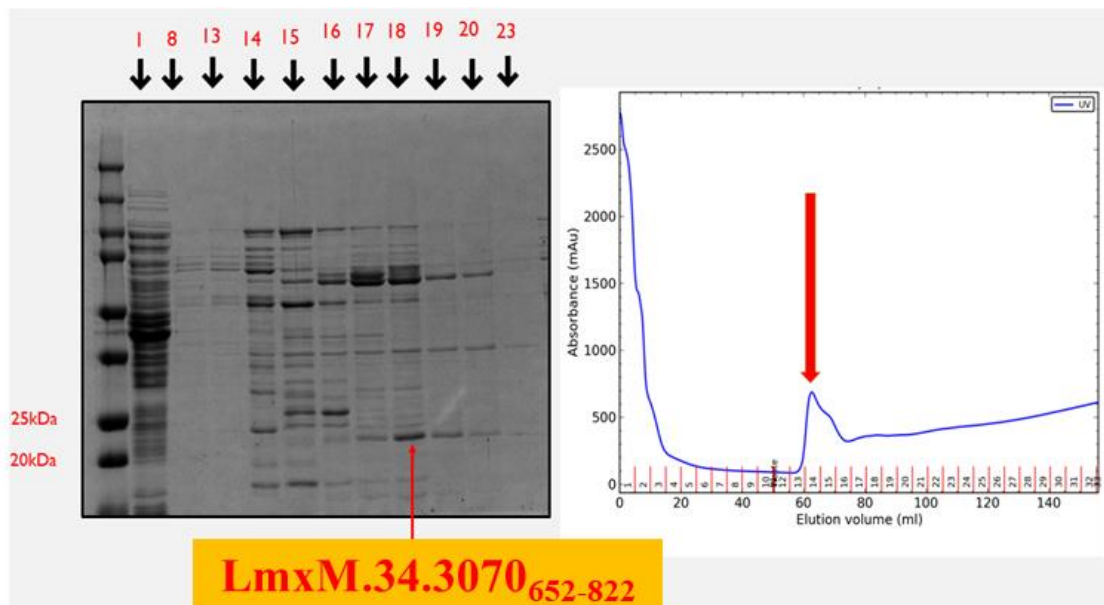 1 8 13 14 15 16 17 18 19 20 23
25kDa
20kDa
LmxM.34.3070652-822
UV
Absorbance (mAu)
2500
2000
1500
1000
500
0
1 2 3 4 5 6 7 8 9 10 12 13 14 15 16 17 18 19 20 21 22 23 24 25 26 27 28 29 30 31 32
0 20 40 60 80 100 120 140
Elution volume (ml)